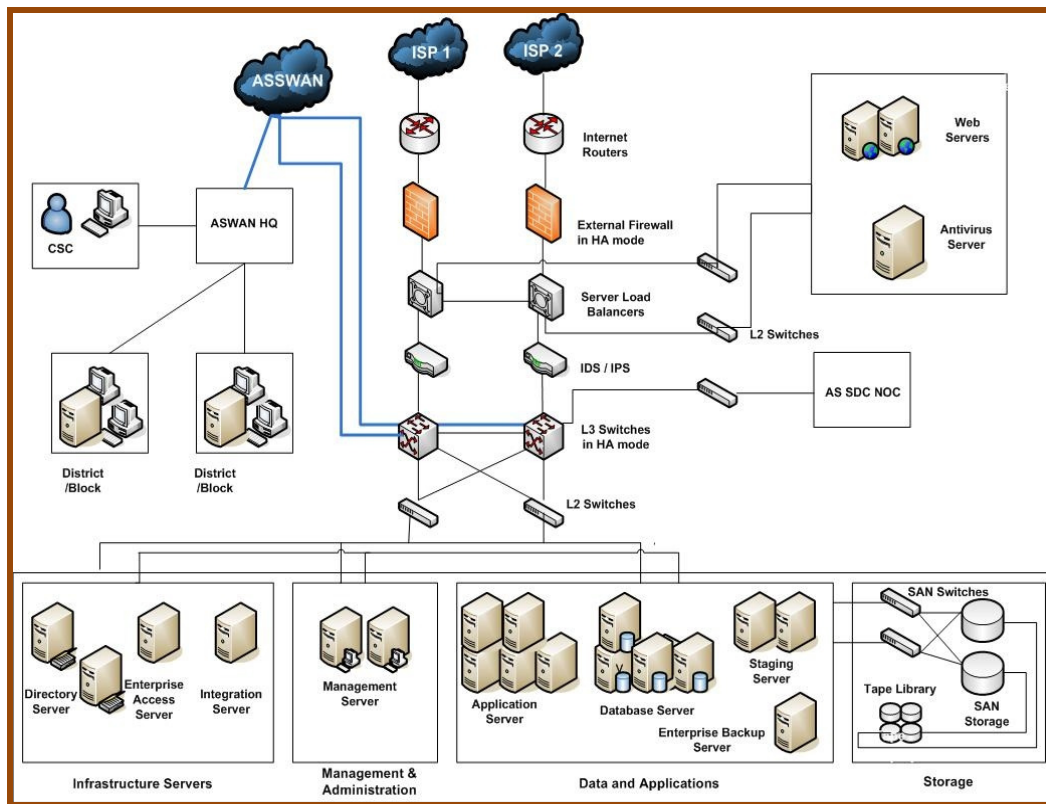 ISP 1
ISP 2
ASSWAN
Internet
Routers
Web
Servers
CSC
ASWAN HQ
External Firewall
in HA mode
Antivirus
Server
Server Load
Balancers
L2 Switches
IDS / IPS
AS SDC NOC
L3 Switches
in HA mode
District
/Block
District
/Block
L2 Switches
SAN Switches
Directory
Server
Enterprise
Access
Server
Integration
Server
Management
Server
Application
Server
Database Server
Staging
Server
Enterprise Backup
Server
Tape Library
SAN
Storage
Infrastructure Servers
Management &
Administration
Data and Applications
Storage